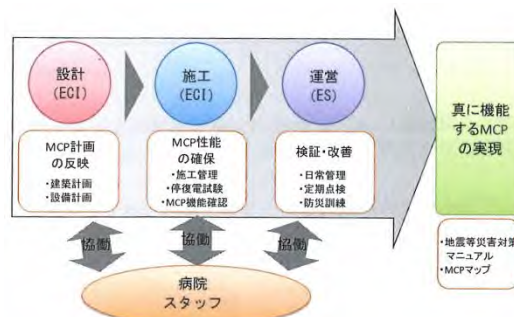 設計
(ECI)
施工
(ECI)
運営
(ES)
真に機能
するMCP
の実現
MCP計画
の反映
・建築計画
・設備計画
MCP性能
の確保
・施工管理
・停復電試験
・MCP機能確認
検証・改善
・日常管理
・定期点検
・防災訓練
・地震等災害対策
マニュアル
・MCPマップ
協働
協働
協働
病院
スタッフ